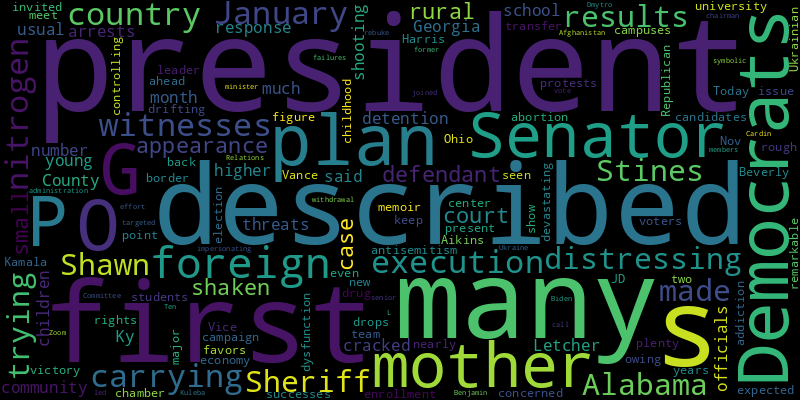 president
described
first
many
Democrats
plan
Senator
mother
s
G
O
P
foreign
execution
distressing
carrying
Alabama
Sheriff
Shawn
Stines
witnesses
country
January
results
nitrogen
small
trying
made
shaken
defendant
court
case
appearance
community
children
officials
rural
Georgia
Harris
Republican
shooting
school
university
campuses
transfer
Afghanistan
former
rebuke
failures
Dmytro
chairman
symbolic
Ukrainian
Today
issue
protests
candidates
vote
joined
minister
invited
meet
usual
arrests
response
leader
ahead
month
much
drifting
controlling
number
young
County
back
border
point
higher
threats
figure
childhood
detention
abortion
Ohio
Nov
Cardin
members
rough
Beverly
remarkable
Vance
said
seen
Relations
withdrawal
administration
effort
targeted
election
impersonating
memoir
keep
center
present
Aikins
show
devastating
voters
antisemitism
Ukraine
even
new
JD
two
Biden
call
Kamala
Committee
Zoom
students
rights
Ky
Ten
Vice
campaign
favors
economy
major
victory
led
Kuleba
chamber
successes
dysfunction
drug
senior
drops
team
cracked
nearly
L
Letcher
plenty
owing
years
addiction
expected
concerned
Benjamin
enrollment